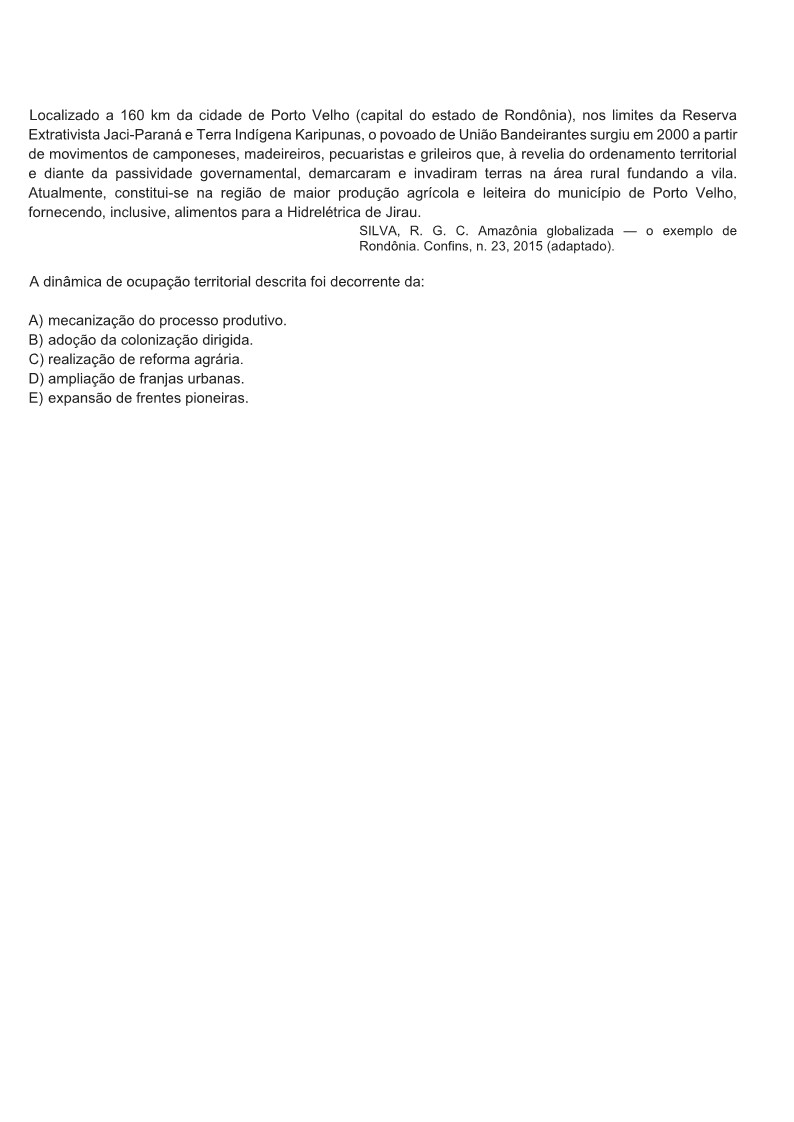 Localizado a 160 km da cidade de Porto Velho (capital do estado de Rondônia), nos limites da Reserva
Extrativista Jaci-Paraná e Terra Indígena Karipunas, o povoado de União Bandeirantes surgiu em 2000 a partir
de movimentos de camponeses, madeireiros, pecuaristas e grileiros que, à revelia do ordenamento territorial
e diante da passividade governamental, demarcaram e invadiram terras na área rural fundando a vila.
Atualmente, constitui-se na região de maior produção agrícola e leiteira do município de Porto Velho,
fornecendo, inclusive, alimentos para a Hidrelétrica de Jirau.
SILVA, R. G. C. Amazônia globalizada — o exemplo de
Rondônia. Confins, n. 23, 2015 (adaptado).
A dinâmica de ocupação territorial descrita foi decorrente da:
A) mecanização do processo produtivo.
B) adoção da colonização dirigida.
C) realização de reforma agrária.
D) ampliação de franjas urbanas.
E) expansão de frentes pioneiras.